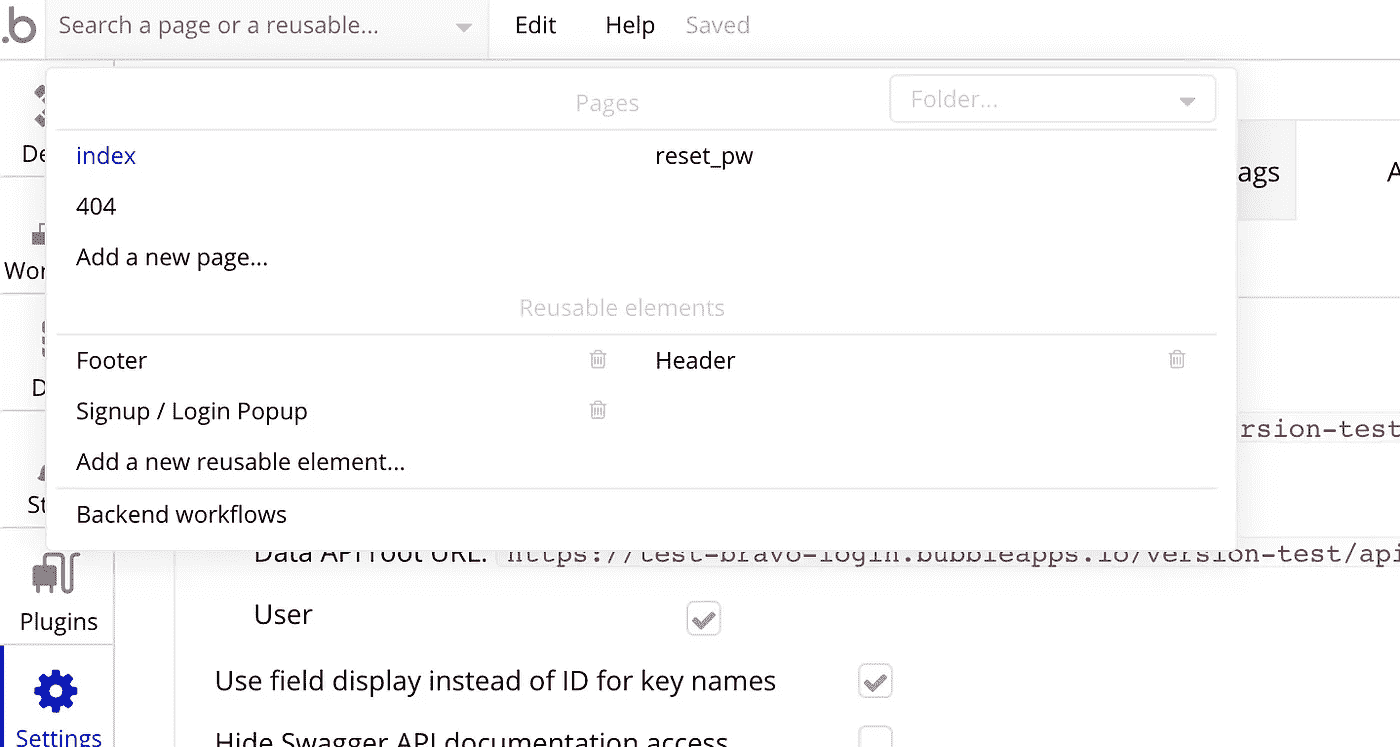 .b Search a page or a reusable... Edit Help Saved
Pages Folder...
index reset_pw
404
Add a new page...
Reusable elements
Footer Header
Signup / Login Popup
Add a new reusable element...
Backend workflows
ags
rsion-test
Data API root URL: https://test-bravo-login.bubbleapps.io/version-test/api
User
Plugins
Use field display instead of ID for key names
Settings
Hide Swagger API documentation access